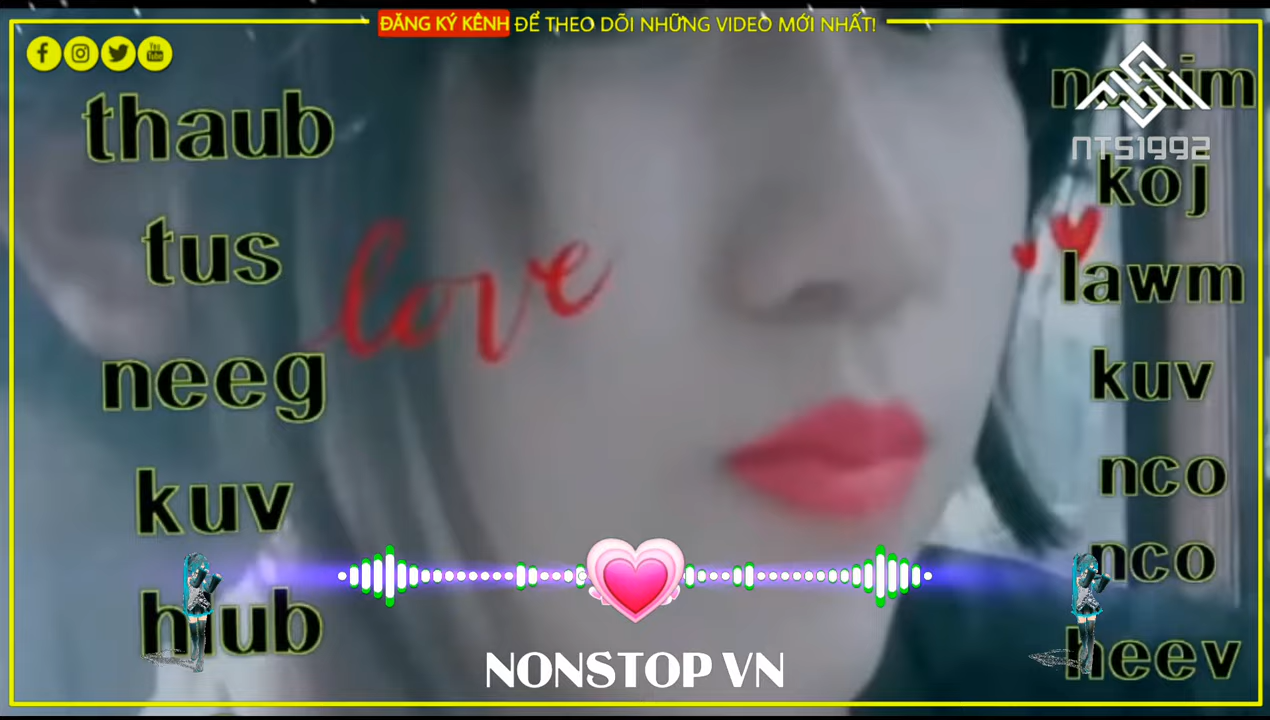 ĐĂNG KÝ KÊNH ĐỂ THEO DÕI NHỮNG VIDEO MỚI NHẤT!
thaub
tus
neeg
kuv
hlub
love
NTS1992
koj
lawm
kuv
nco
nco
heev
NONSTOP VN